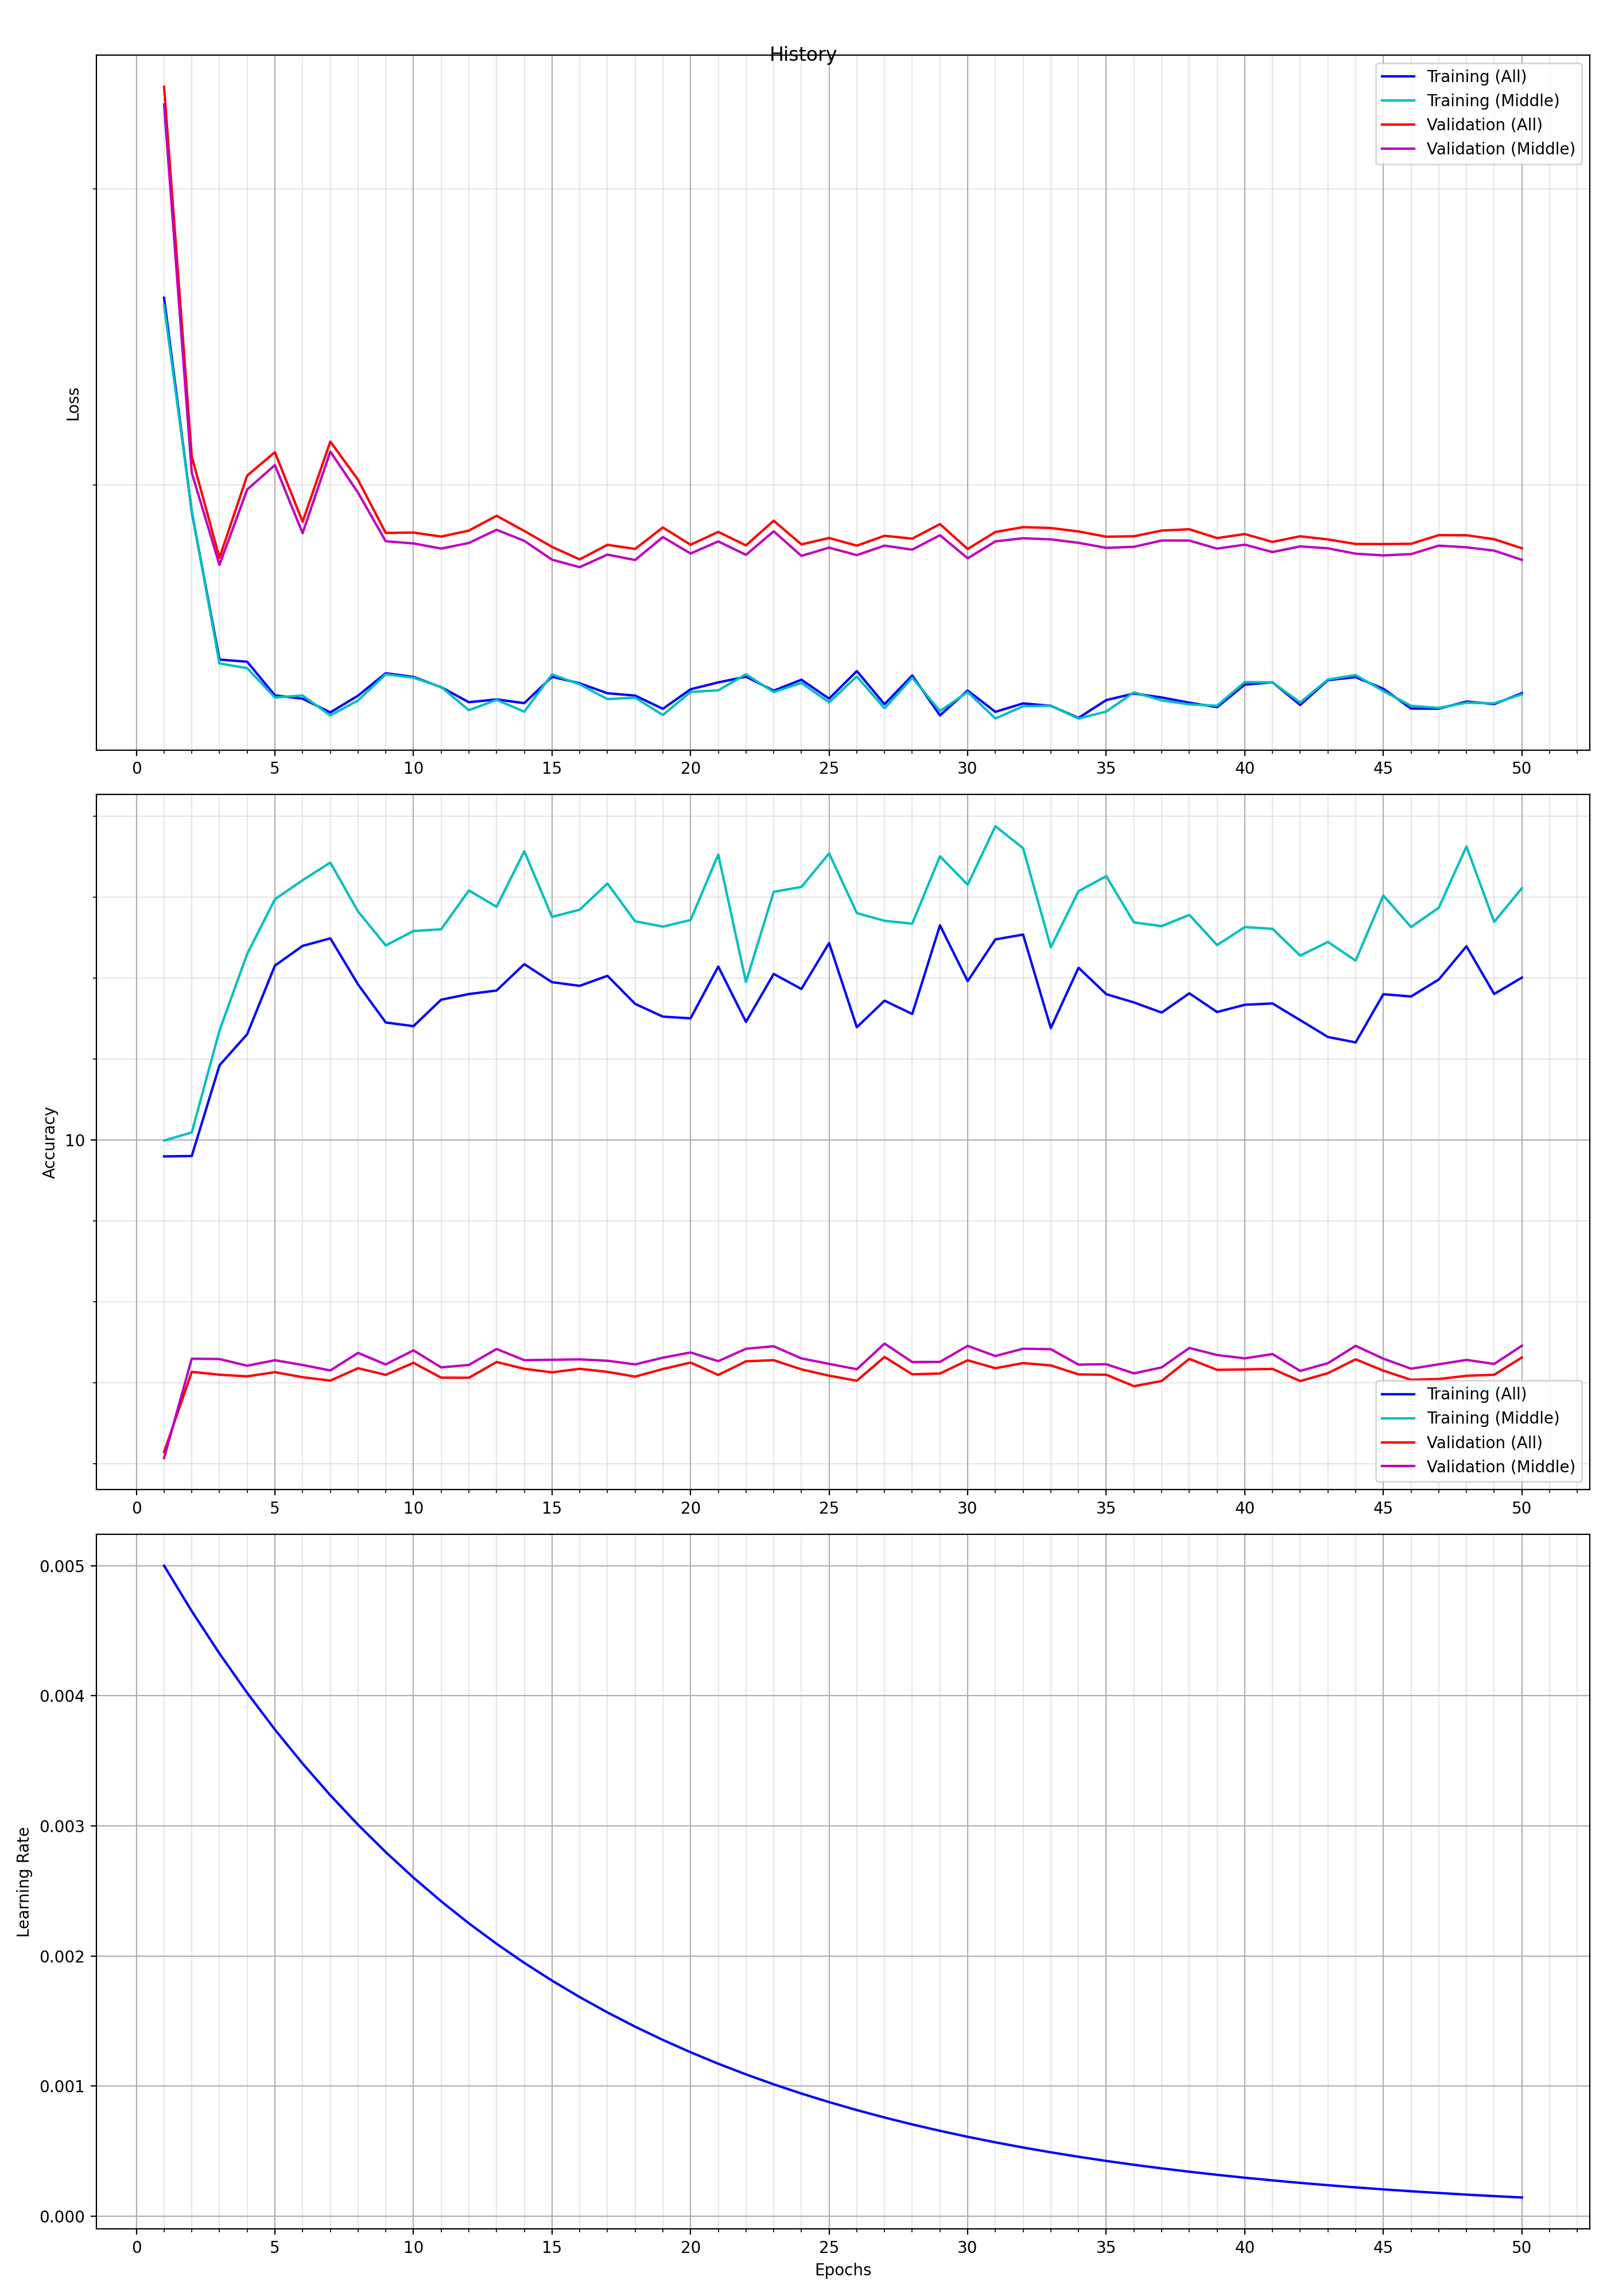 History
Loss
Training (All)
Training (Middle)
Validation (All)
Validation (Middle)
0 5 10 15 20 25 30 35 40 45 50
Accuracy
10
Training (All)
Training (Middle)
Validation (All)
Validation (Middle)
0 5 10 15 20 25 30 35 40 45 50
Learning Rate
0.005
0.004
0.003
0.002
0.001
0.000
0 5 10 15 20 25 30 35 40 45 50
Epochs